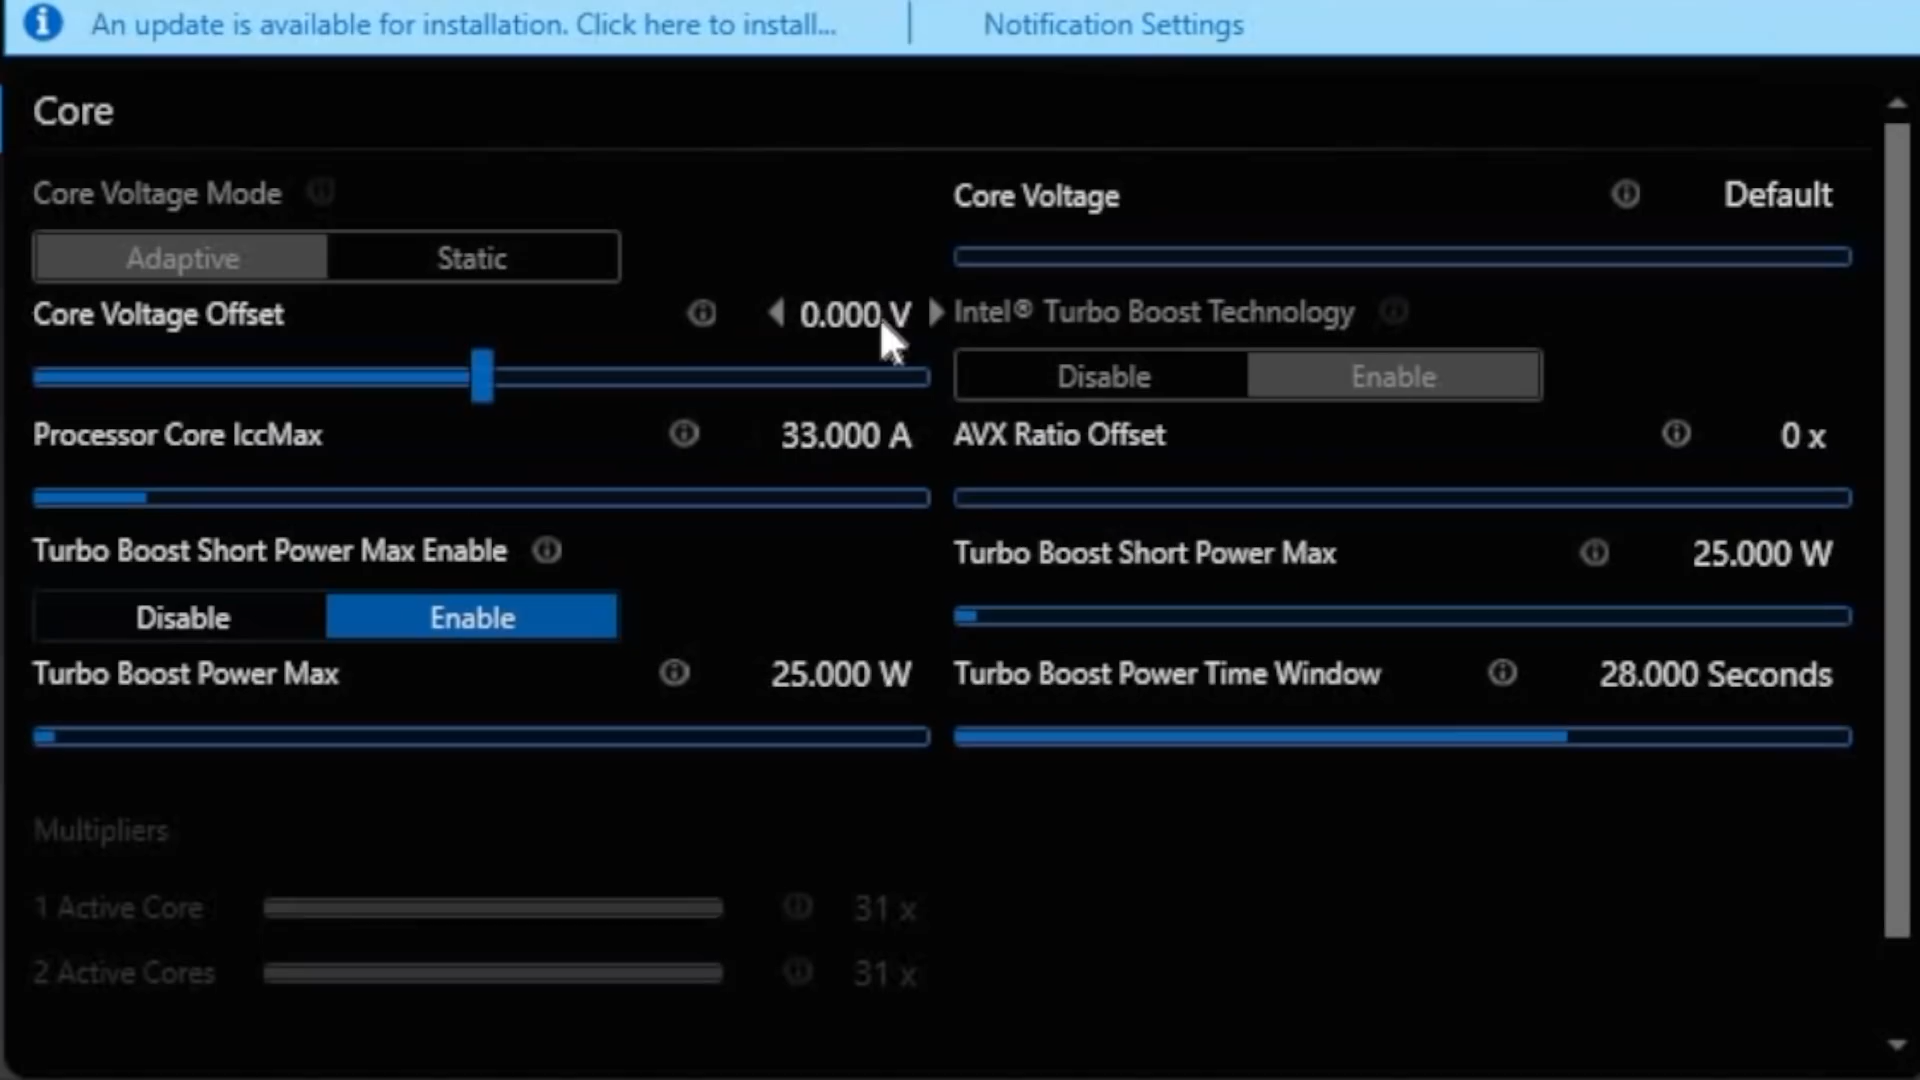 An update is available for installation. Click here to install... | Notification Settings
Core
Core Voltage Mode
Adaptive Static
Core Voltage Default
Core Voltage Offset 0.000 V
Intel® Turbo Boost Technology
Disable Enable
Processor Core IccMax 33.000 A
AVX Ratio Offset 0 x
Turbo Boost Short Power Max Enable
Disable Enable
Turbo Boost Short Power Max 25.000 W
Turbo Boost Power Max 25.000 W
Turbo Boost Power Time Window 28.000 Seconds
Multipliers
1 Active Core 31 x
2 Active Cores 31 x